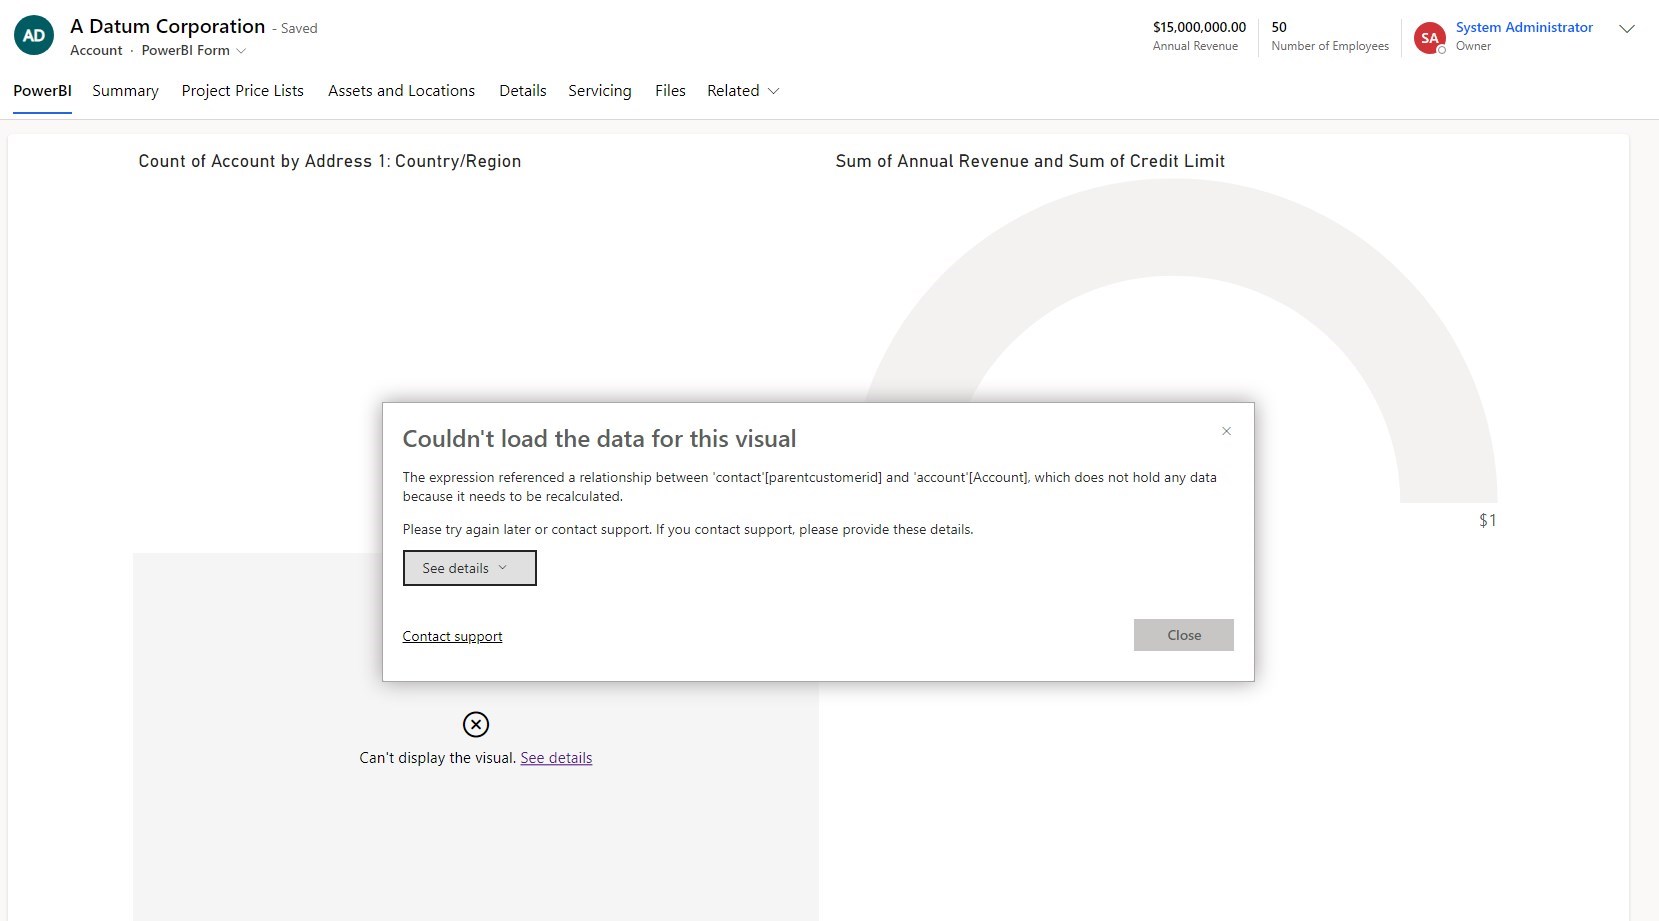 AD
A Datum Corporation - Saved
Account · PowerBI Form
$15,000,000.00
Annual Revenue
50
Number of Employees
SA
System Administrator
Owner
PowerBI Summary Project Price Lists Assets and Locations Details Servicing Files Related
Count of Account by Address 1: Country/Region
Sum of Annual Revenue and Sum of Credit Limit
$1
Couldn't load the data for this visual
The expression referenced a relationship between 'contact'[parentcustomerid] and 'account'[Account], which does not hold any data
because it needs to be recalculated.
Please try again later or contact support. If you contact support, please provide these details.
See details
Contact support
Close
Can't display the visual. See details